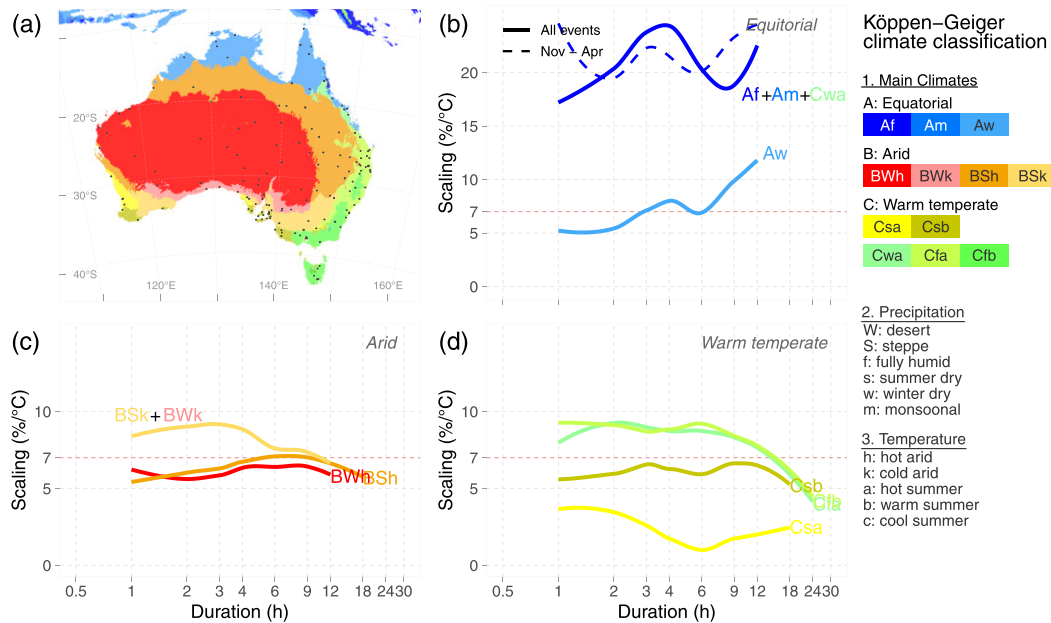 (a)
20°S
30°S
40°S
120°E
140°E
160°E
(b)
Equitorial
All events
Nov – Apr
Af+Am+Cwa
Aw
Scaling (%/°C)
20
15
10
7
5
0
(c)
Arid
BSk+BWk
BWh
BSh
Scaling (%/°C)
10
7
5
0
0.5 1 2 3 4 6 9 12 18 24 30
Duration (h)
(d)
Warm temperate
Csb
Cfa
Csa
Scaling (%/°C)
10
7
5
0
0.5 1 2 3 4 6 9 12 18 24 30
Duration (h)
Köppen–Geiger
climate classification
1. Main Climates
A: Equatorial
Af Am Aw
B: Arid
BWh BWk BSh BSk
C: Warm temperate
Csa Csb
Cwa Cfa Cfb
2. Precipitation
W: desert
S: steppe
f: fully humid
s: summer dry
w: winter dry
m: monsoonal
3. Temperature
h: hot arid
k: cold arid
a: hot summer
b: warm summer
c: cool summer